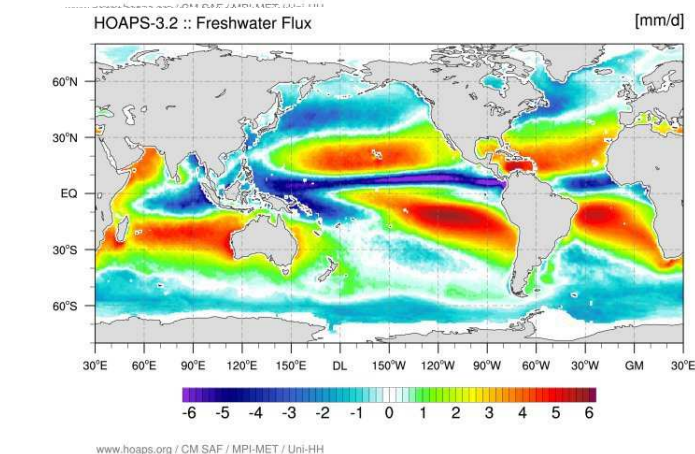 HOAPS-3.2 :: Freshwater Flux [mm/d]
60°N
30°N
EQ
30°S
60°S
30°E 60°E 90°E 120°E 150°E DL 150°W 120°W 90°W 60°W 30°W GM 30°E
-6 -5 -4 -3 -2 -1 0 1 2 3 4 5 6
www.hoaps.org / CM SAF / MPI-MET / Uni-HH